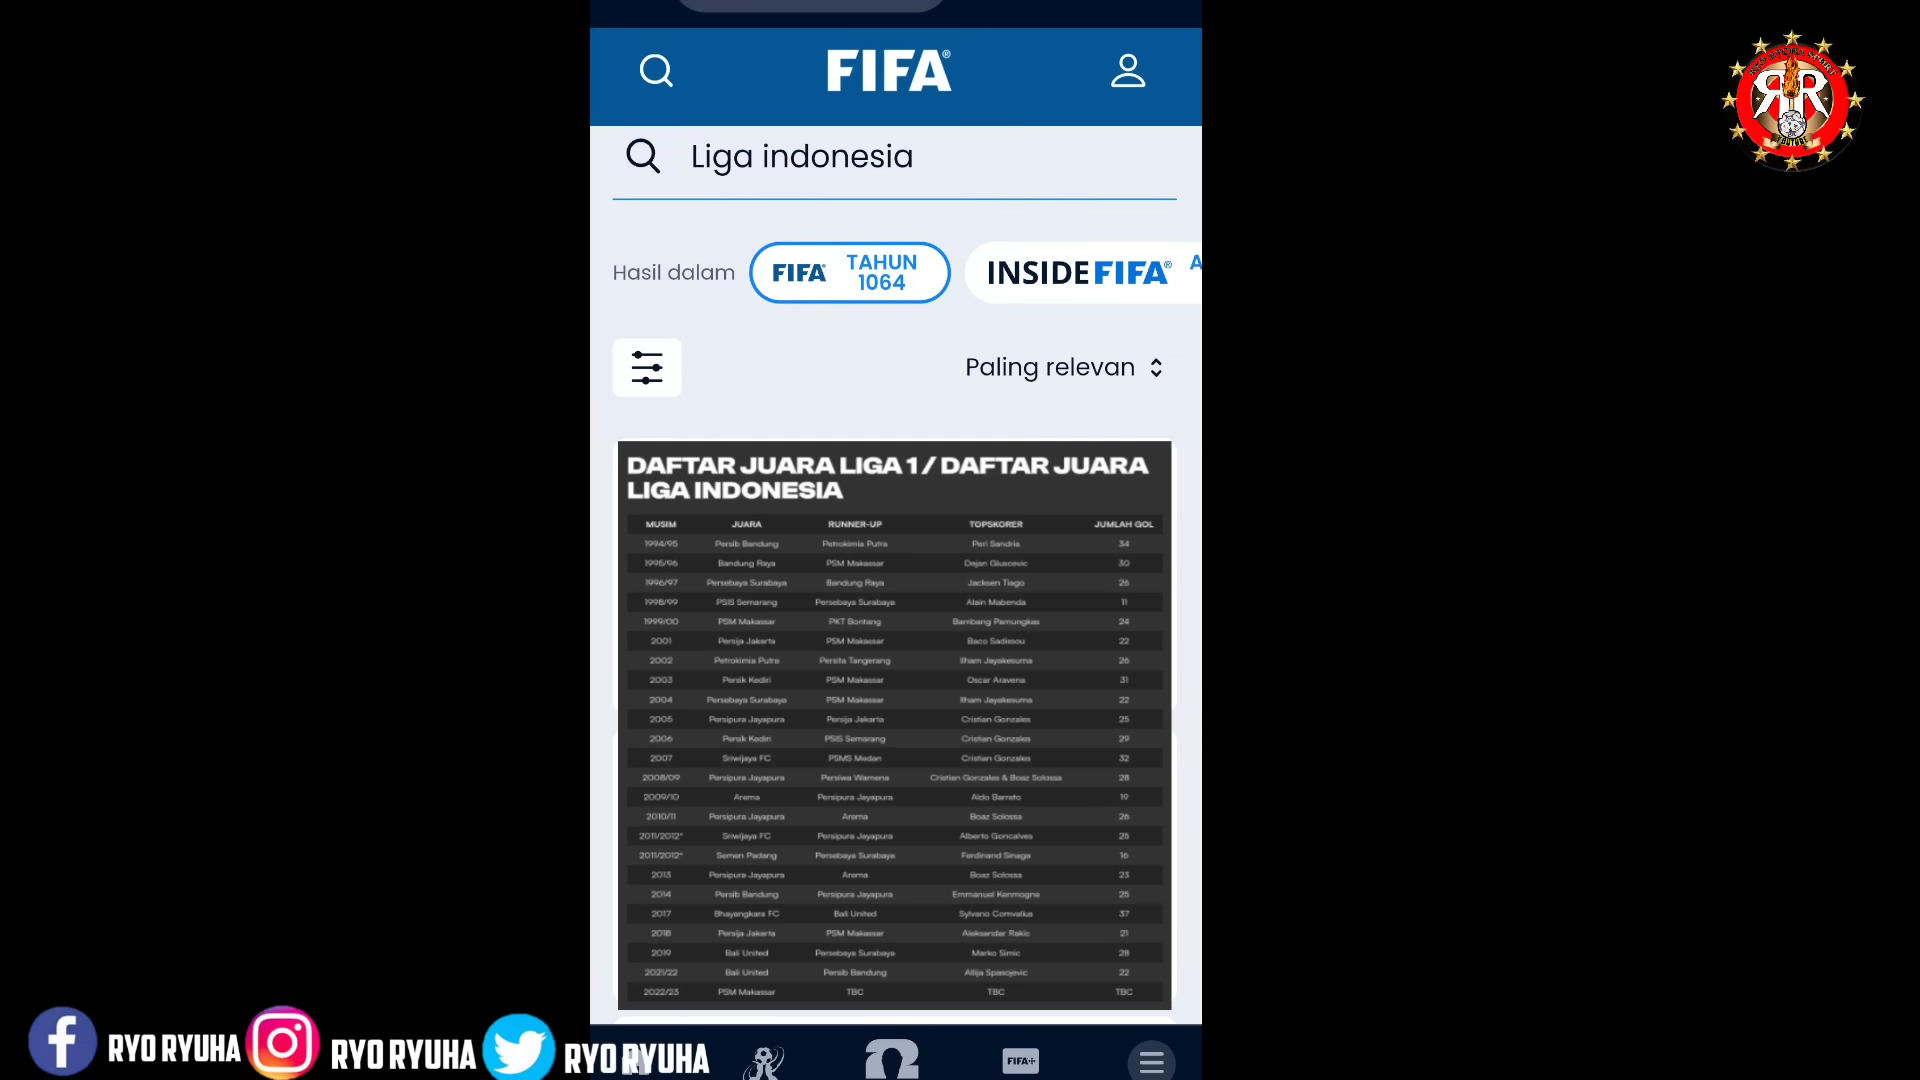 FIFA®
Liga indonesia
Hasil dalam
FIFA TAHUN
1064
INSIDE FIFA® A
Paling relevan
DAFTAR JUARA LIGA 1 / DAFTAR JUARA
LIGA INDONESIA
MUSIM JUARA RUNNER-UP TOPSKORER JUMLAH GOL
1994/95 Persib Bandung Petrokimia Putra Peri Sandria 34
1995/96 Bandung Raya PSM Makassar Dejan Gluscevic 30
1996/97 Persebaya Surabaya Bandung Raya Jacksen Tiago 26
1998/99 PSIS Semarang Persebaya Surabaya Alain Mabenda 11
1999/00 PSM Makassar PKT Bontang Bambang Pamungkas 24
2001 Persija Jakarta PSM Makassar Baco Sadissou 22
2002 Petrokimia Putra Persita Tangerang Ilham Jayakesuma 26
2003 Persik Kediri PSM Makassar Oscar Aravena 31
2004 Persebaya Surabaya PSM Makassar Ilham Jayakesuma 22
2005 Persipura Jayapura Persija Jakarta Cristian Gonzales 25
2006 Persik Kediri PSIS Semarang Cristian Gonzales 29
2007 Sriwijaya FC PSMS Medan Cristian Gonzales 32
2008/09 Persipura Jayapura Persiwa Wamena Cristian Gonzales & Boaz Solossa 28
2009/10 Arema Persipura Jayapura Aldo Barreto 19
2010/11 Persipura Jayapura Arema Boaz Solossa 26
2011/2012* Sriwijaya FC Persipura Jayapura Alberto Goncalves 25
2011/2012* Semen Padang Persebaya Surabaya Ferdinand Sinaga 16
2013 Persipura Jayapura Arema Boaz Solossa 23
2014 Persib Bandung Persipura Jayapura Emmanuel Kenmogne 25
2017 Bhayangkara FC Bali United Sylvano Comvalius 37
2018 Persija Jakarta PSM Makassar Aleksandar Rakic 21
2019 Bali United Persebaya Surabaya Marko Simic 28
2021/22 Bali United Persib Bandung Allija Spasojevic 22
2022/23 PSM Makassar TBC TBC TBC
RYO RYUHA
RYO RYUHA
RYO RYUHA
FIFA+
RR
YOUTUBE